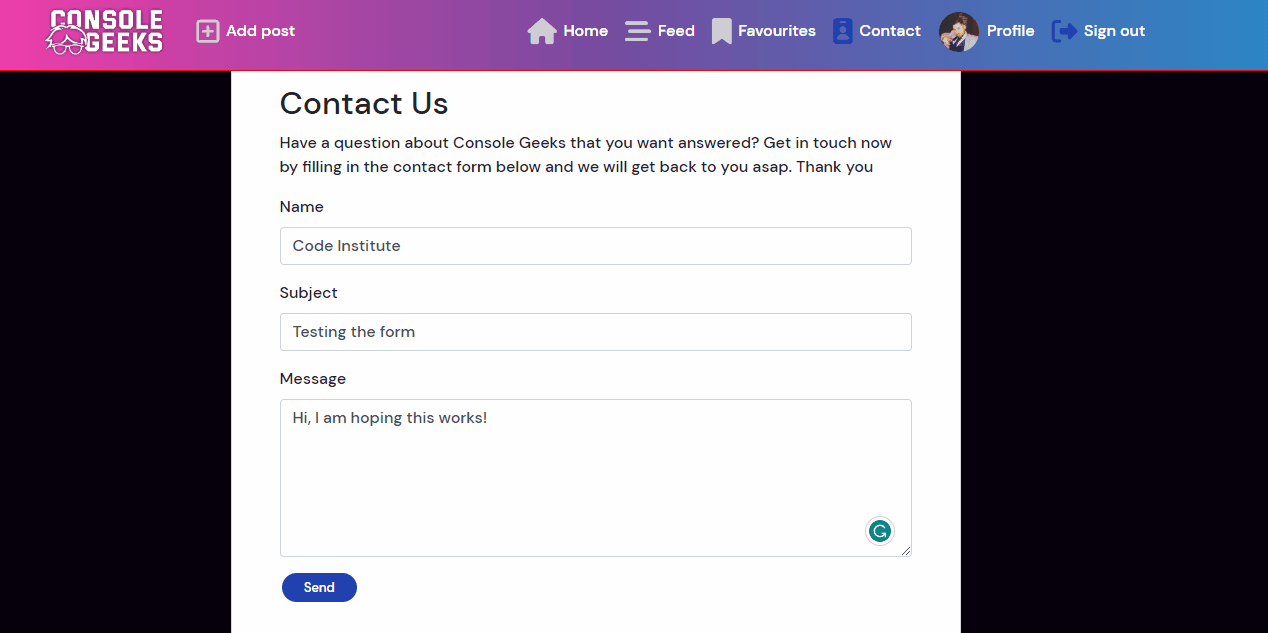 CONSOLE
GEEKS
Add post
Home
Feed
Favourites
Contact
Profile
Sign out
Contact Us
Have a question about Console Geeks that you want answered? Get in touch now
by filling in the contact form below and we will get back to you asap. Thank you
Name
Code Institute
Subject
Testing the form
Message
Hi, I am hoping this works!
Send